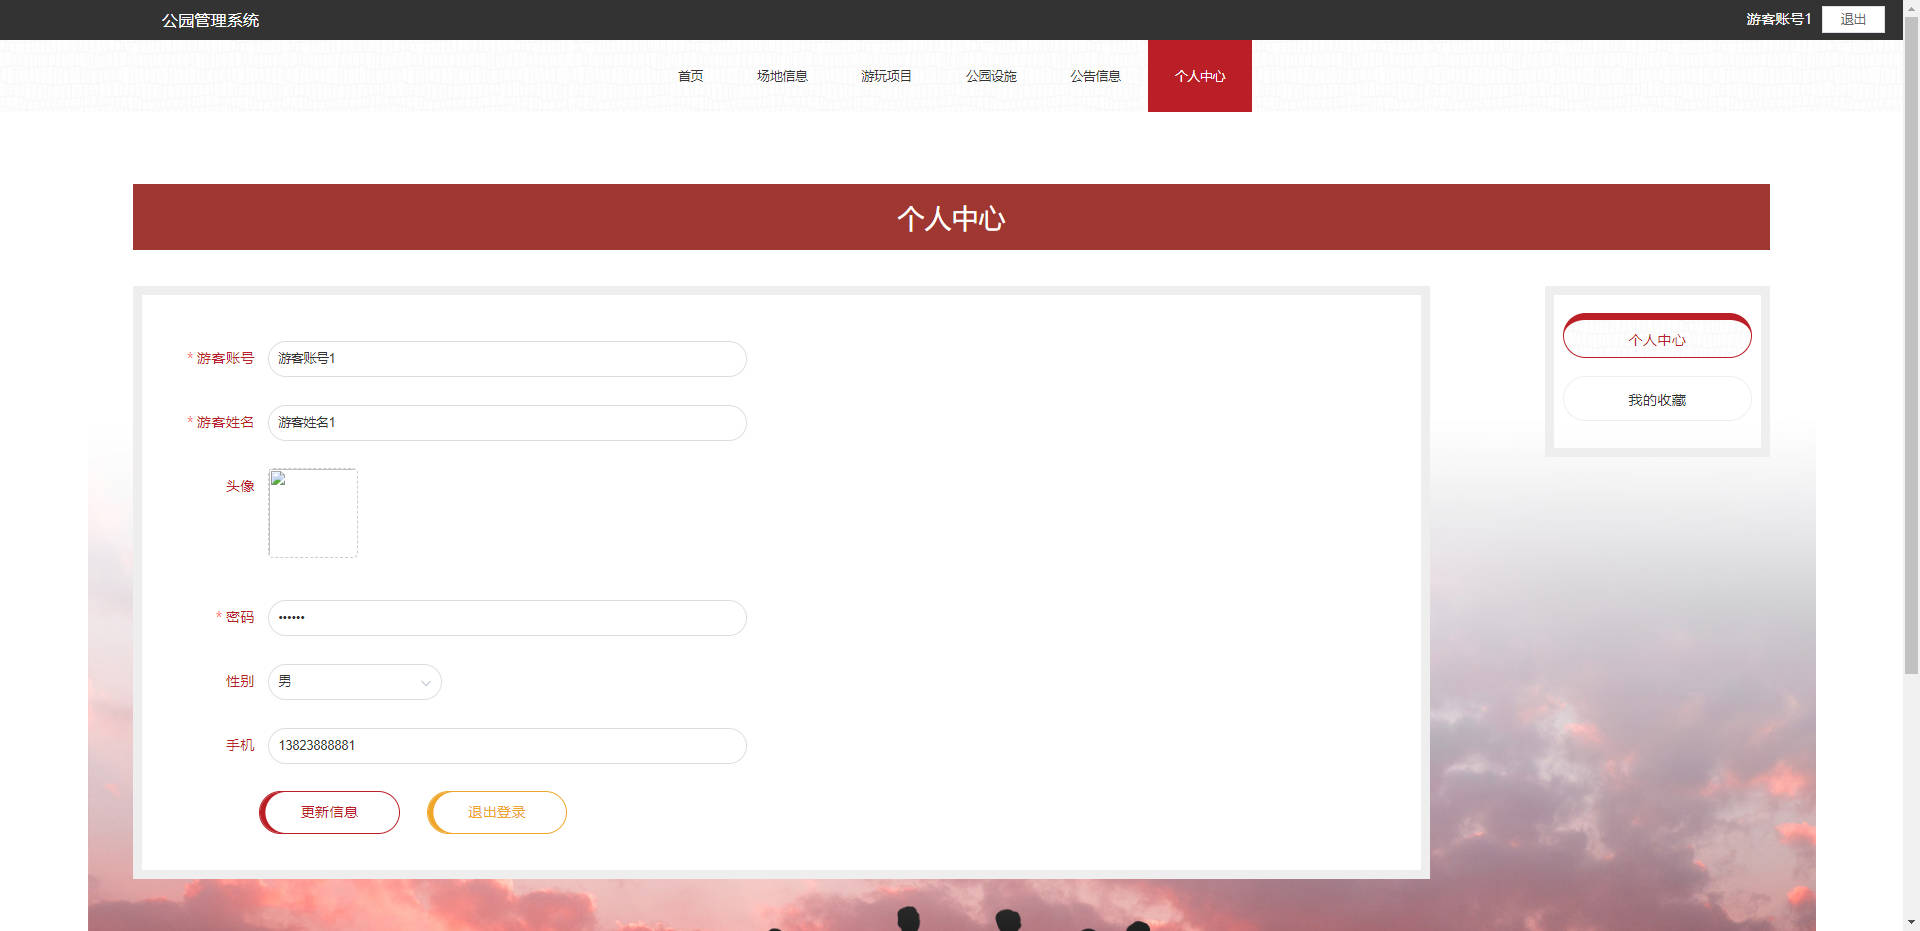 公园管理系统
游客账号1 退出
首页 场地信息 游玩项目 公园设施 公告信息 个人中心
个人中心
* 游客账号 游客账号1
* 游客姓名 游客姓名1
头像
* 密码 ••••••
性别 男
手机 13823888881
更新信息 退出登录
个人中心
我的收藏